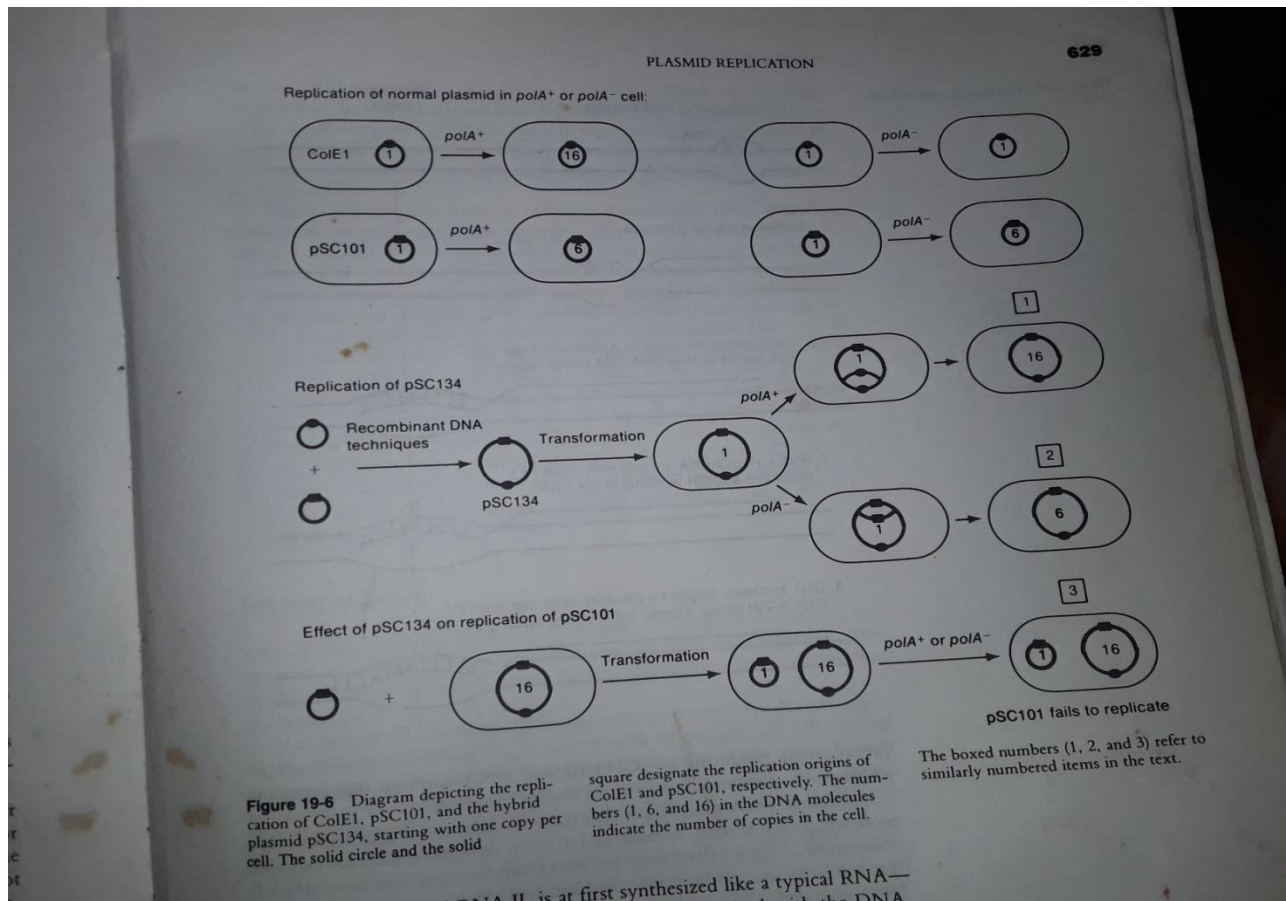 PLASMID REPLICATION
629
Replication of normal plasmid in polA+ or polA− cell:
ColE1
1
polA+
16
1
polA−
1
pSC101
1
polA+
6
1
polA−
6
1
1
16
Replication of pSC134
polA+
Recombinant DNA
techniques
+
Transformation
1
pSC134
2
polA−
1
6
3
Effect of pSC134 on replication of pSC101
+
16
Transformation
1
16
polA+ or polA−
1
16
pSC101 fails to replicate
Figure 19-6 Diagram depicting the repli-
cation of ColE1, pSC101, and the hybrid
plasmid pSC134, starting with one copy per
cell. The solid circle and the solid
square designate the replication origins of
ColE1 and pSC101, respectively. The num-
bers (1, 6, and 16) in the DNA molecules
indicate the number of copies in the cell.
The boxed numbers (1, 2, and 3) refer to
similarly numbered items in the text.
is at first synthesized like a typical RNA—